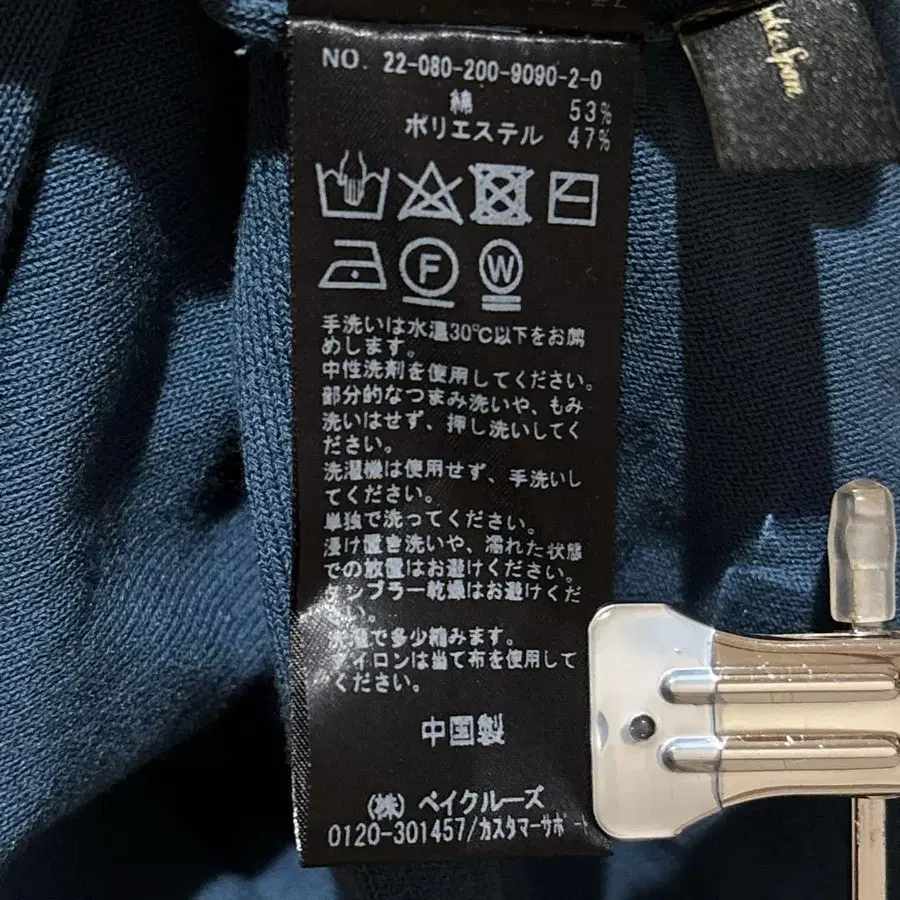 NO. 22-080-200-9090-2-0
綿 53%
ポリエステル 47%
F W
手洗いは水温30℃以下をお薦
めします。
中性洗剤を使用してください。
部分的なつまみ洗いや、もみ
洗いはせず、押し洗いしてく
ださい。
洗濯機は使用せず、手洗いし
てください。
単独で洗ってください。
浸け置き洗いや、濡れた状態
での放置はお避けください。
タンブラー乾燥はお避けくだ
い。
洗濯で多少縮みます。
アイロンは当て布を使用して
ください。
中国製
(株) ベイクルーズ
0120-301457/カスタマーサポート
Spon